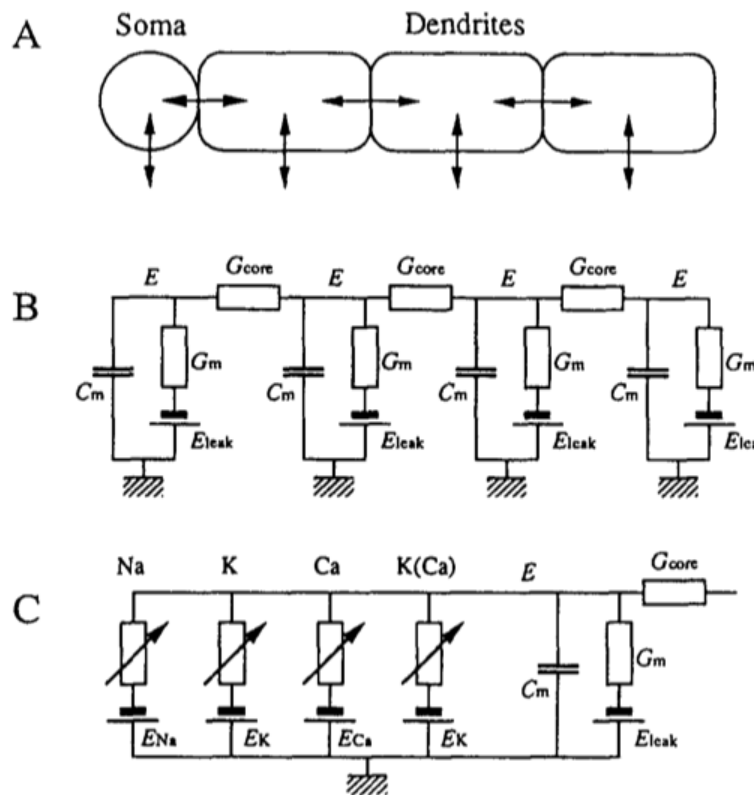 A
Soma Dendrites
B
E Gcore E Gcore E Gcore E
Cm Gm Cm Gm Cm Gm Cm Gm
Eleak Eleak Eleak Elea
C
Na K Ca K(Ca) E Gcore
Gm
Cm
ENa EK ECa EK Eleak